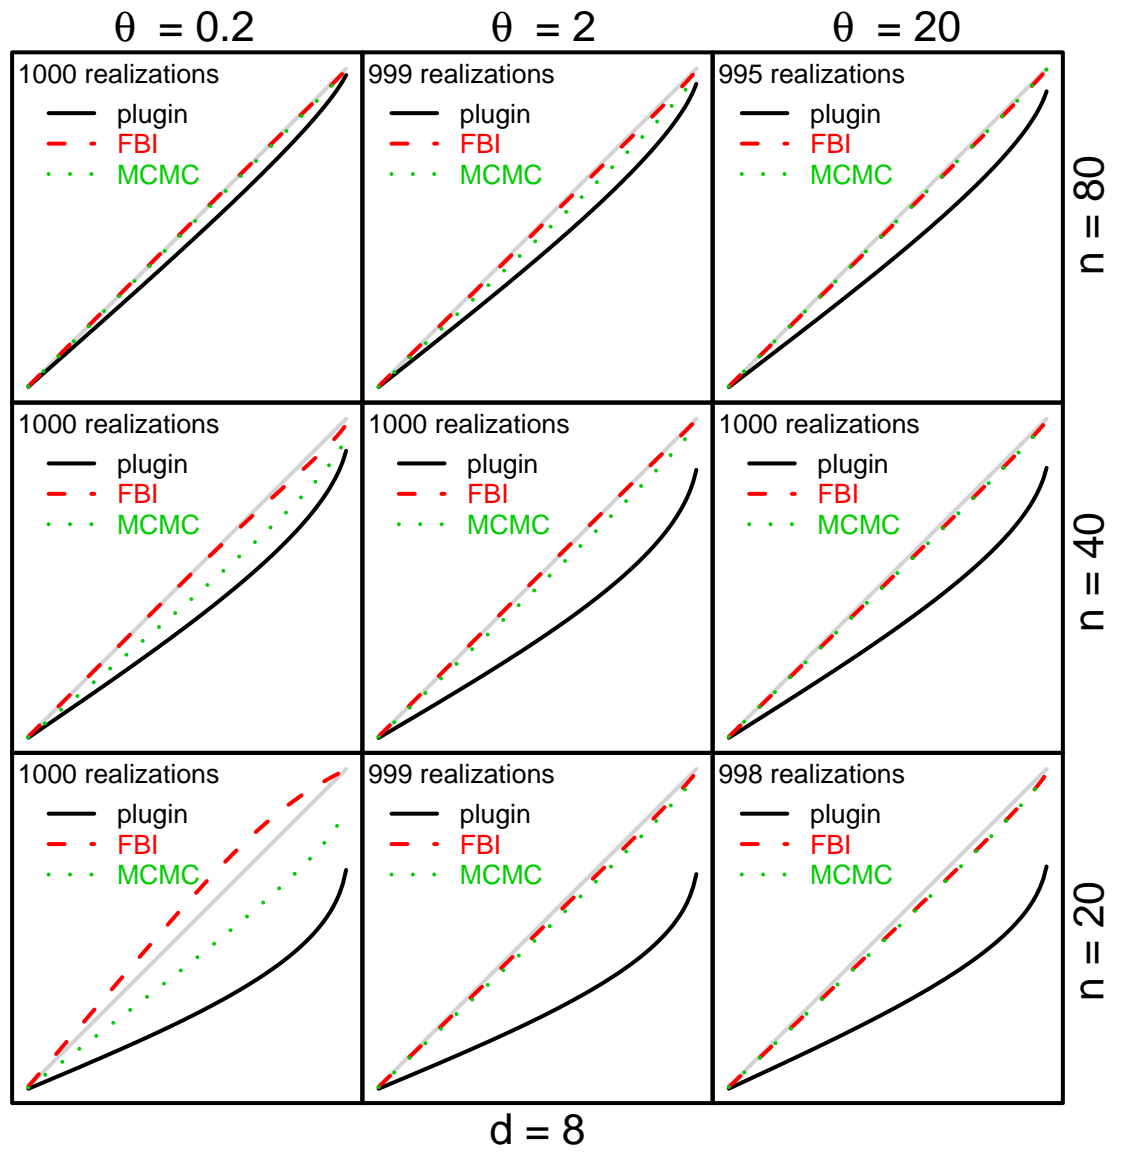 θ = 0.2
θ = 2
θ = 20
1000 realizations
plugin
FBI
MCMC
999 realizations
plugin
FBI
MCMC
995 realizations
plugin
FBI
MCMC
n = 80
1000 realizations
plugin
FBI
MCMC
1000 realizations
plugin
FBI
MCMC
1000 realizations
plugin
FBI
MCMC
n = 40
1000 realizations
plugin
FBI
MCMC
999 realizations
plugin
FBI
MCMC
998 realizations
plugin
FBI
MCMC
n = 20
d = 8